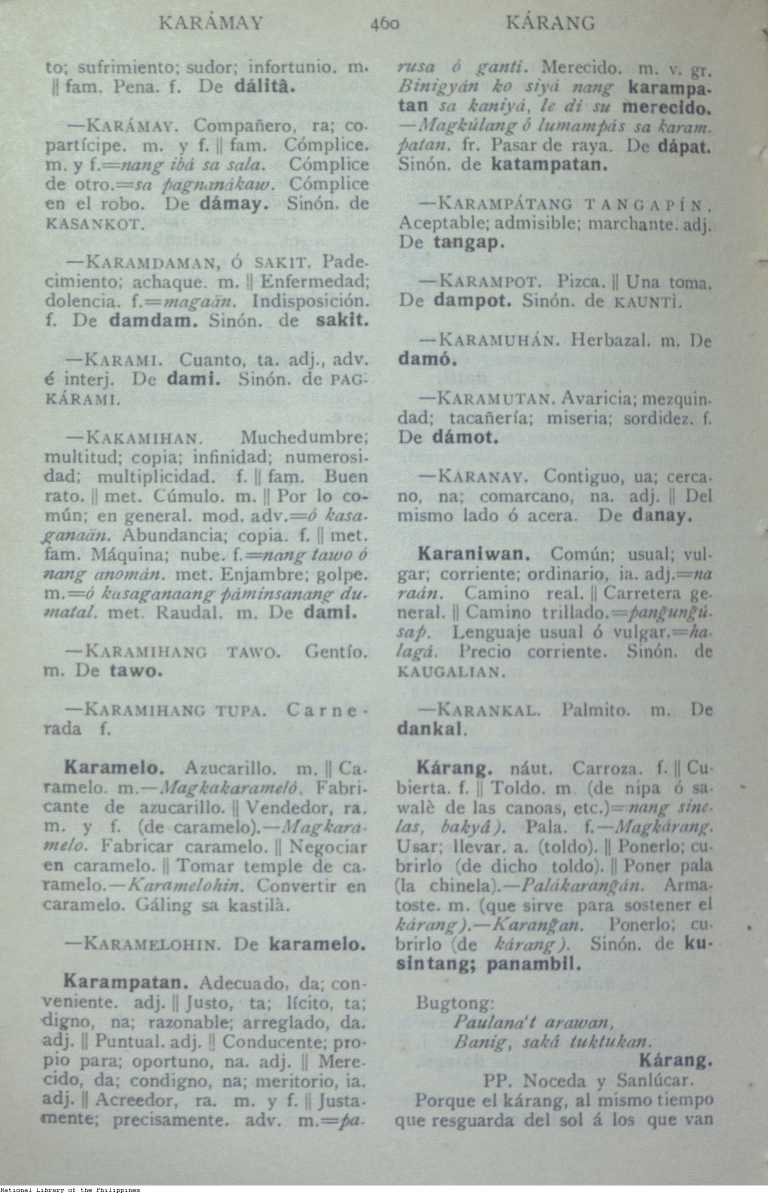 KARÁMAY 460 KÁRANG
to; sufrimiento; sudor; infortunio. m.
|| fam. Pena. f. De dálitâ.
—KARÁMAY. Compañero, ra; co-
partícipe. m. y f. || fam. Cómplice.
m. y f.=nang ibá sa sala. Cómplice
de otro.=sa pagnanákaw. Cómplice
en el robo. De dámay. Sinón. de
KASANKOT.
—KARAMDAMAN, Ó SAKIT. Pade-
cimiento; achaque. m. || Enfermedad;
dolencia. f.=magaán. Indisposición.
f. De damdam. Sinón. de sakit.
—KARAMI. Cuanto, ta. adj., adv.
é interj. De dami. Sinón. de PAG-
KÁRAMI.
—KAKAMIHAN. Muchedumbre;
multitud; copia; infinidad; numerosi-
dad; multiplicidad. f. || fam. Buen
rato. || met. Cúmulo. m. || Por lo co-
mún; en general. mod. adv.=ó kasa-
ganaán. Abundancia; copia. f. || met.
fam. Máquina; nube. f.=nang tawo ó
nang anomán. met. Enjambre; golpe.
m.=ó kasaganaang páminsanang du-
matal. met. Raudal. m. De dami.
—KARAMIHANG TAWO. Gentío.
m. De tawo.
—KARAMIHANG TUPA. Carne-
rada f.
Karamelo. Azucarillo. m. || Ca-
ramelo. m.—Magkakarameló. Fabri-
cante de azucarillo. || Vendedor, ra.
m. y f. (de caramelo).—Magkara-
melo. Fabricar caramelo. || Negociar
en caramelo. || Tomar temple de ca-
ramelo.—Karamelohin. Convertir en
caramelo. Gáling sa kastilà.
—KARAMELOHIN. De karamelo.
Karampatan. Adecuado, da; con-
veniente. adj. || Justo, ta; lícito, ta;
digno, na; razonable; arreglado, da.
adj. || Puntual. adj. || Conducente; pro-
pio para; oportuno, na. adj. || Mere-
cido, da; condigno, na; meritorio, ia.
adj. || Acreedor, ra. m. y f. || Justa-
mente; precisamente. adv. m.=pa-
rusa ó ganti. Merecido. m. v. gr.
Binigyán ko siyá nang karampa-
tan sa kaniyá, le di su merecido.
—Magkúlang ó lumampás sa karam-
patan. fr. Pasar de raya. De dápat.
Sinón. de katampatan.
—KARAMPÁTANG TANGAPÍN.
Aceptable; admisible; marchante. adj.
De tangap.
—KARAMPOT. Pizca. || Una toma.
De dampot. Sinón. de KAUNTÌ.
—KARAMUHÁN. Herbazal. m. De
damó.
—KARAMUTAN. Avaricia; mezquin-
dad; tacañería; miseria; sordidez. f.
De dámot.
—KARANAY. Contiguo, ua; cerca-
no, na; comarcano, na. adj. || Del
mismo lado ó acera. De danay.
Karaniwan. Común; usual; vul-
gar; corriente; ordinario, ia. adj.=na
raán. Camino real. || Carretera ge-
neral. || Camino trillado.=pang̃ung̃ú-
sap. Lenguaje usual ó vulgar.=ha-
lagá. Precio corriente. Sinón. de
KAUGALIAN.
—KARANKAL. Palmito. m. De
dankal.
Kárang. náut. Carroza. f. || Cu-
bierta. f. || Toldo. m (de nipa ó sa-
walè de las canoas, etc.)=nang sine-
las, bakyâ). Pala. f.—Magkárang.
Usar; llevar. a. (toldo). || Ponerlo; cu-
brirlo (de dicho toldo). || Poner pala
(la chinela).—Palákarang̃án. Arma-
toste. m. (que sirve para sostener el
kárang).—Karang̃an. Ponerlo; cu-
brirlo (de kárang). Sinón. de ku-
sintang; panambil.
Bugtong:
Paulana't arawan,
Banig, saká tuktukan.
Kárang.
PP. Noceda y Sanlúcar.
Porque el kárang, al mismo tiempo
que resguarda del sol á los que van
National Library of the Philippines